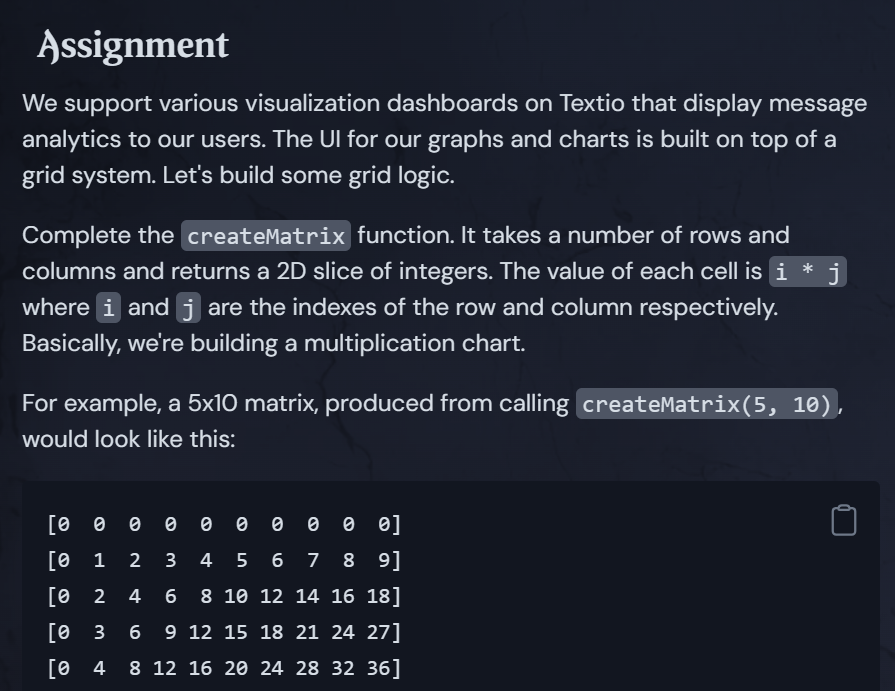 Assignment
We support various visualization dashboards on Textio that display message
analytics to our users. The UI for our graphs and charts is built on top of a
grid system. Let's build some grid logic.
Complete the createMatrix function. It takes a number of rows and
columns and returns a 2D slice of integers. The value of each cell is i * j
where i and j are the indexes of the row and column respectively.
Basically, we're building a multiplication chart.
For example, a 5x10 matrix, produced from calling createMatrix(5, 10),
would look like this:
[0  0  0  0  0  0  0  0  0  0]
[0  1  2  3  4  5  6  7  8  9]
[0  2  4  6  8 10 12 14 16 18]
[0  3  6  9 12 15 18 21 24 27]
[0  4  8 12 16 20 24 28 32 36]